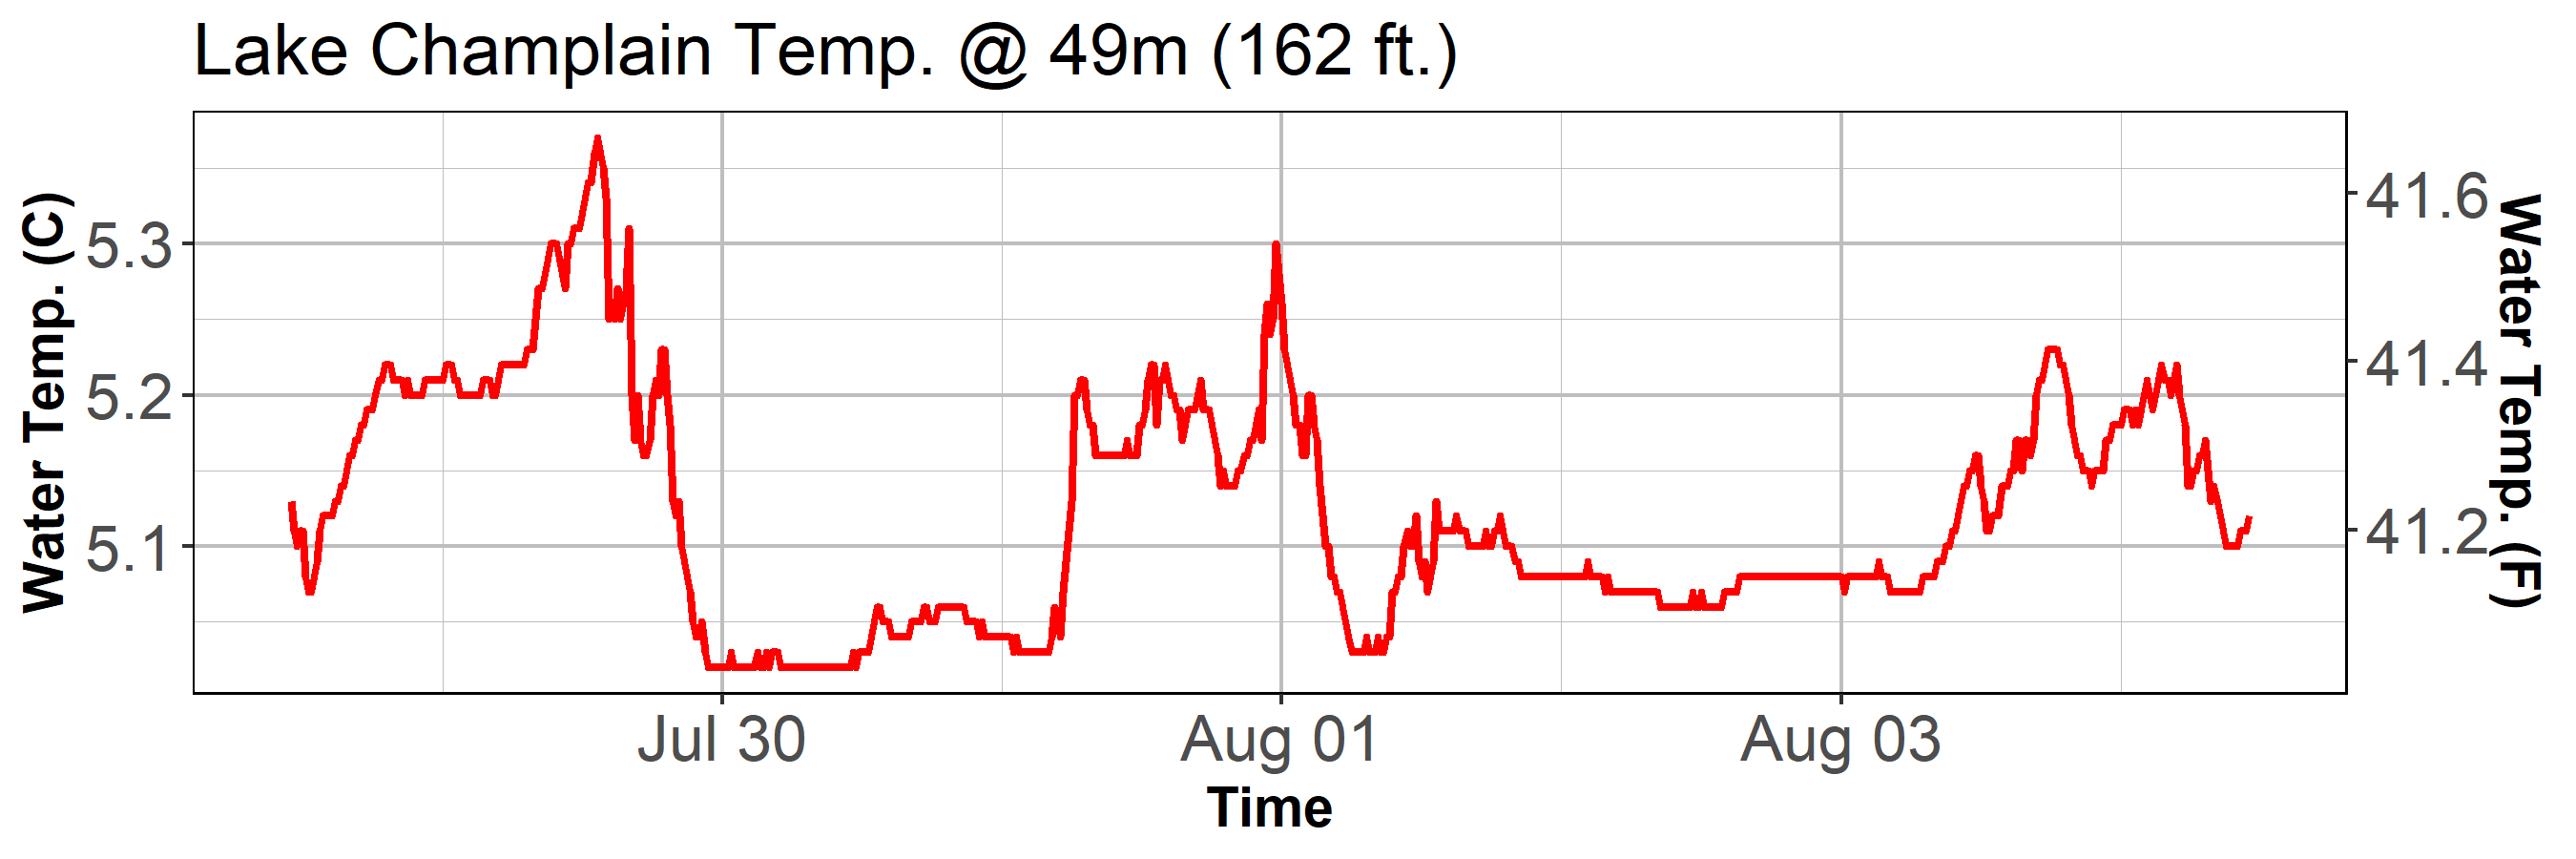 Lake Champlain Temp. @ 49m (162 ft.)
Water Temp. (C)
5.3
5.2
5.1
41.6
41.4
41.2
Water Temp. (F)
Jul 30
Aug 01
Aug 03
Time